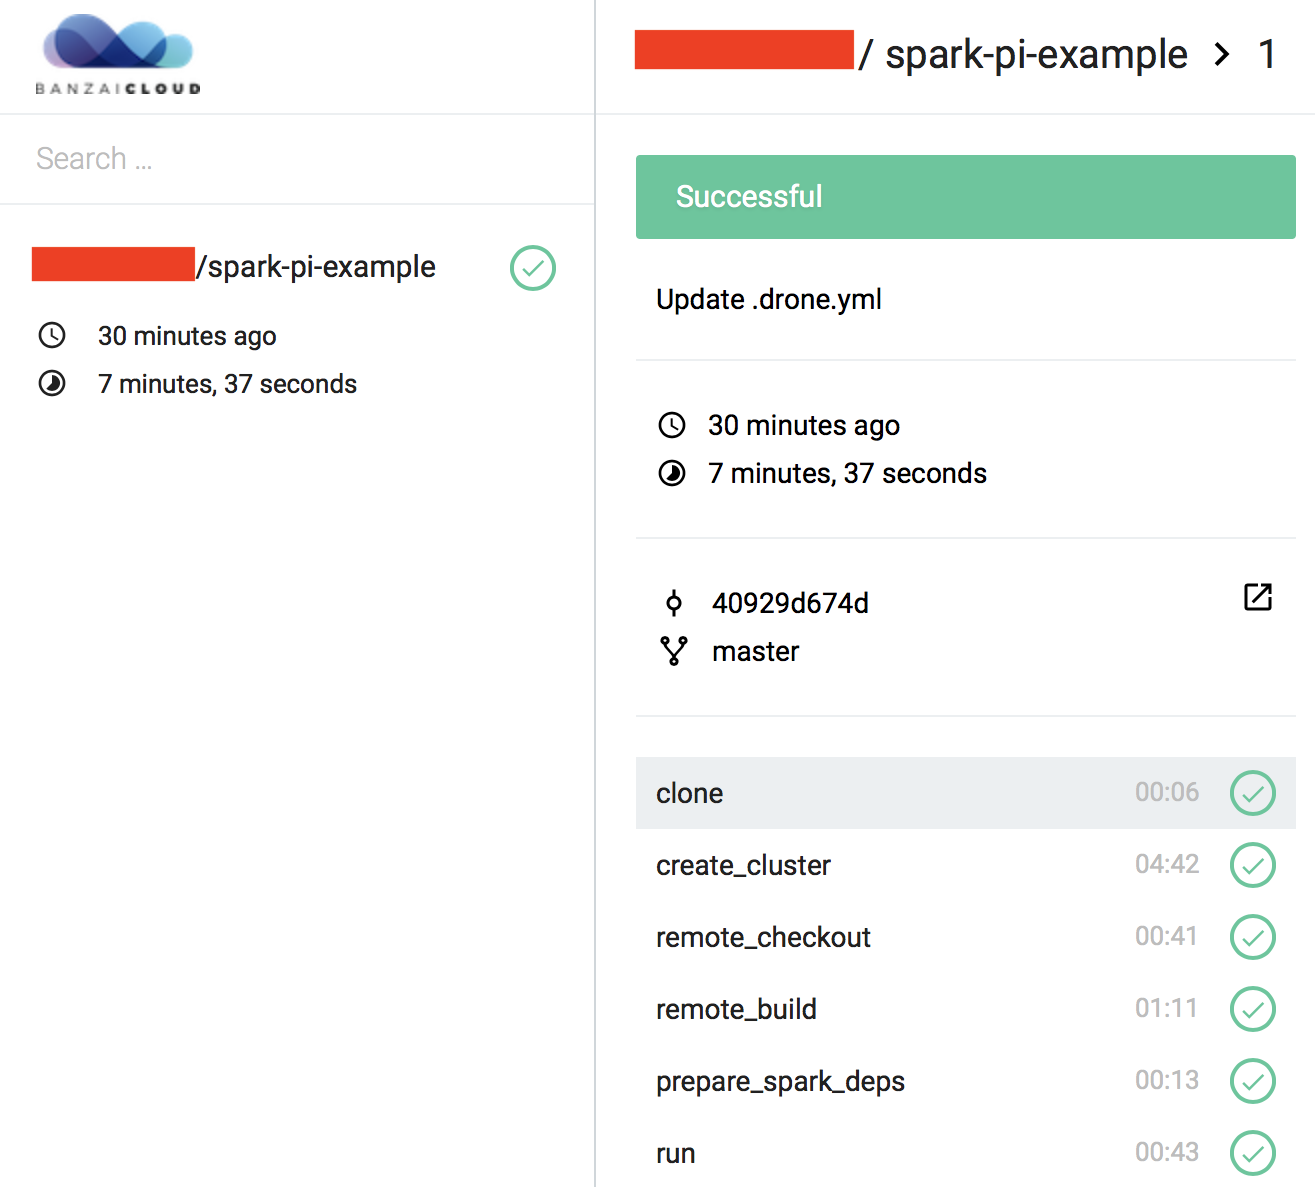 BANZAICLOUD
Search ...
/spark-pi-example
30 minutes ago
7 minutes, 37 seconds
/ spark-pi-example > 1
Successful
Update .drone.yml
30 minutes ago
7 minutes, 37 seconds
40929d674d
master
clone 00:06
create_cluster 04:42
remote_checkout 00:41
remote_build 01:11
prepare_spark_deps 00:13
run 00:43